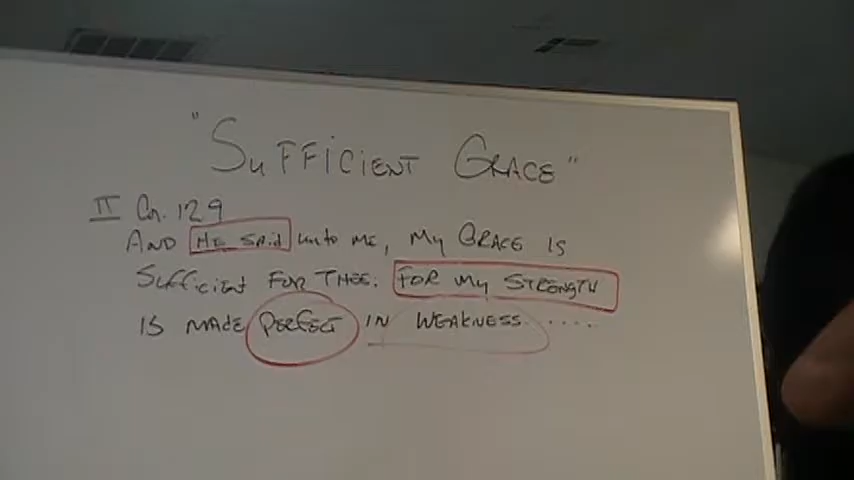 "SUFFICIENT GRACE"
II Cor. 12 9
AND HE SAID unto ME, My GRACE IS
SUFFICIENT FOR THEE: FOR My STRENGTH
IS MADE PERFECT IN WEAKNESS.....